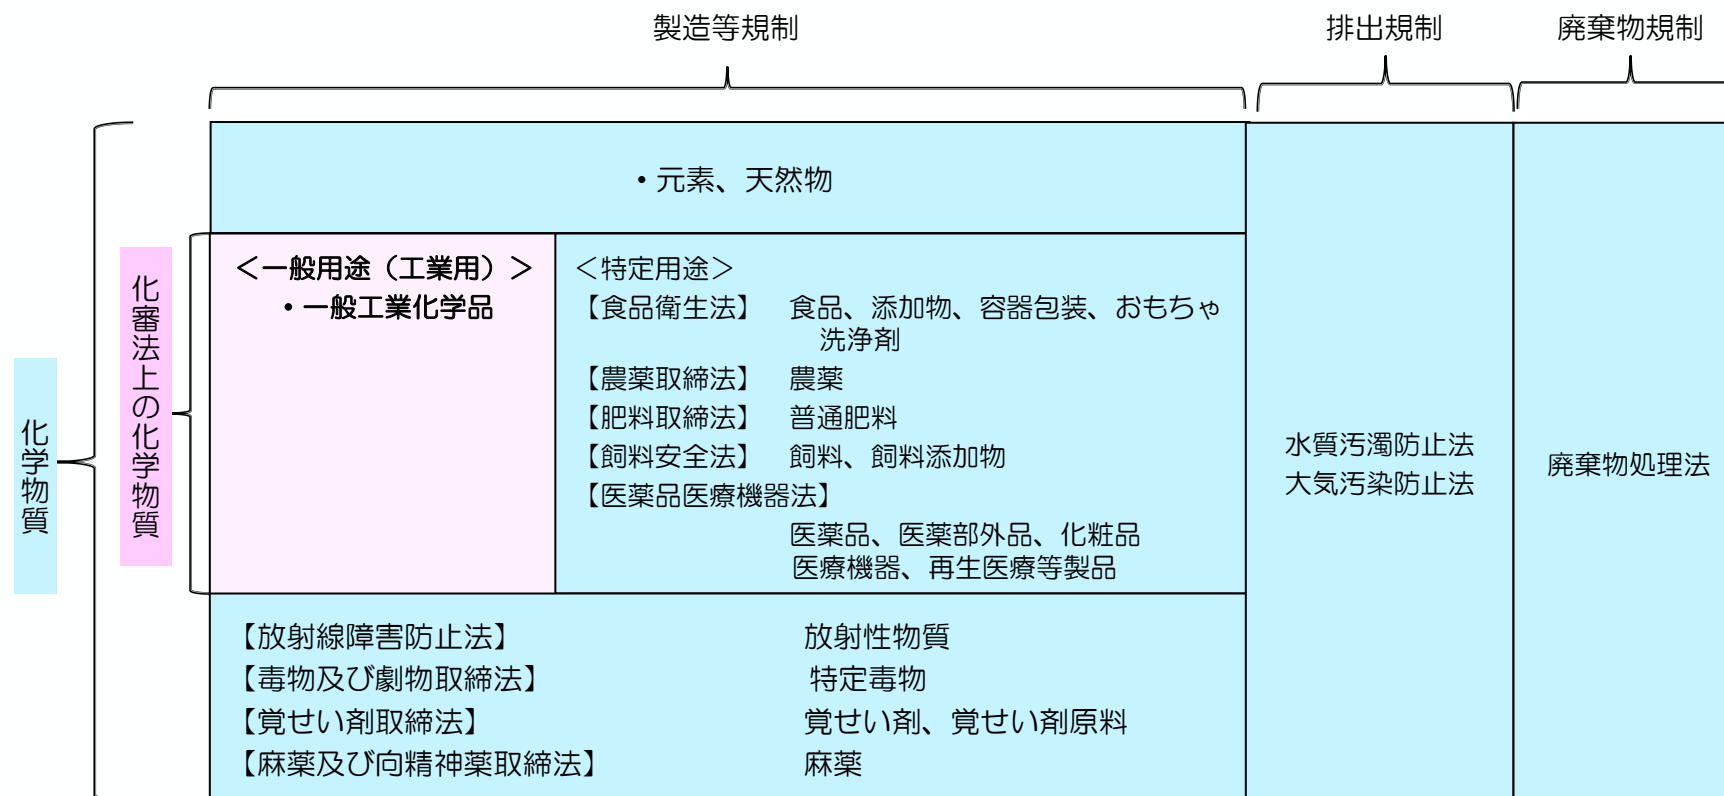 製造等規制
排出規制
廃棄物規制
化学物質
化審法上の化学物質
・元素、天然物
＜一般用途（工業用）＞
・一般工業化学品
＜特定用途＞
【食品衛生法】 食品、添加物、容器包装、おもちゃ
洗浄剤
【農薬取締法】 農薬
【肥料取締法】 普通肥料
【飼料安全法】 飼料、飼料添加物
【医薬品医療機器法】
医薬品、医薬部外品、化粧品
医療機器、再生医療等製品
【放射線障害防止法】 放射性物質
【毒物及び劇物取締法】 特定毒物
【覚せい剤取締法】 覚せい剤、覚せい剤原料
【麻薬及び向精神薬取締法】 麻薬
水質汚濁防止法
大気汚染防止法
廃棄物処理法